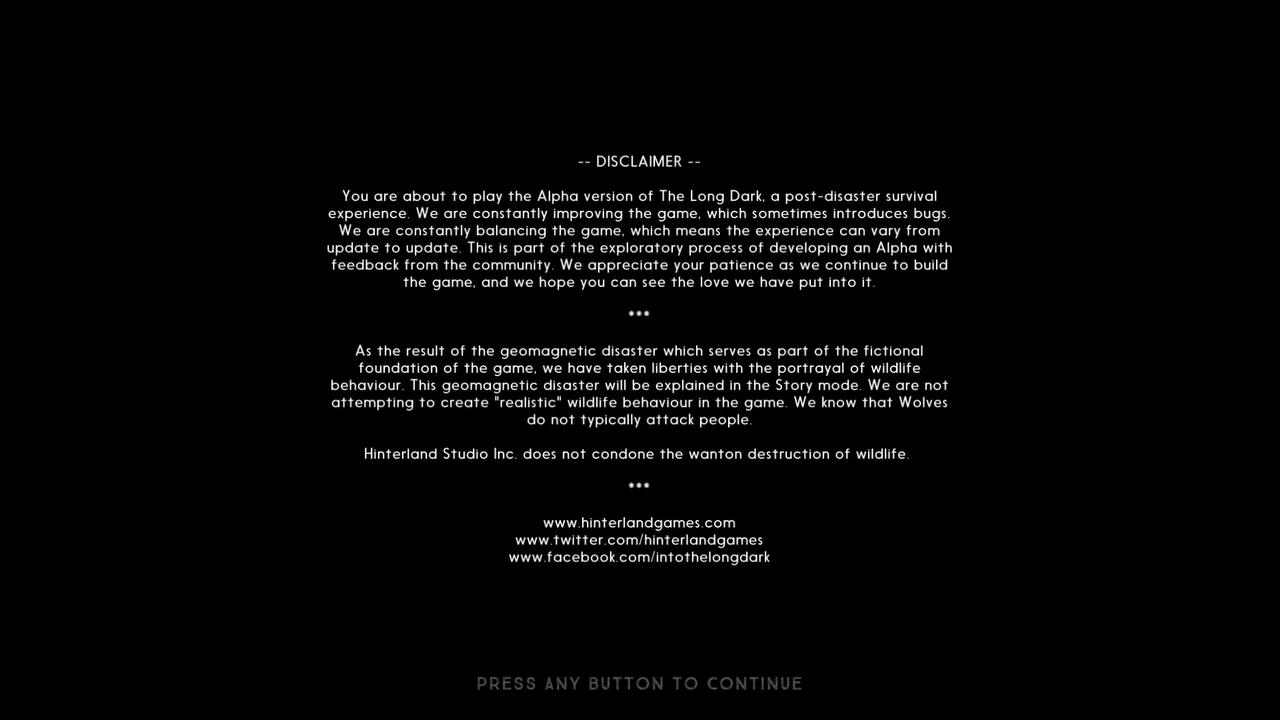 -- DISCLAIMER --
You are about to play the Alpha version of The Long Dark, a post-disaster survival
experience. We are constantly improving the game, which sometimes introduces bugs.
We are constantly balancing the game, which means the experience can vary from
update to update. This is part of the exploratory process of developing an Alpha with
feedback from the community. We appreciate your patience as we continue to build
the game, and we hope you can see the love we have put into it.
***
As the result of the geomagnetic disaster which serves as part of the fictional
foundation of the game, we have taken liberties with the portrayal of wildlife
behaviour. This geomagnetic disaster will be explained in the Story mode. We are not
attempting to create "realistic" wildlife behaviour in the game. We know that Wolves
do not typically attack people.
Hinterland Studio Inc. does not condone the wanton destruction of wildlife.
***
www.hinterlandgames.com
www.twitter.com/hinterlandgames
www.facebook.com/intothelongdark
PRESS ANY BUTTON TO CONTINUE